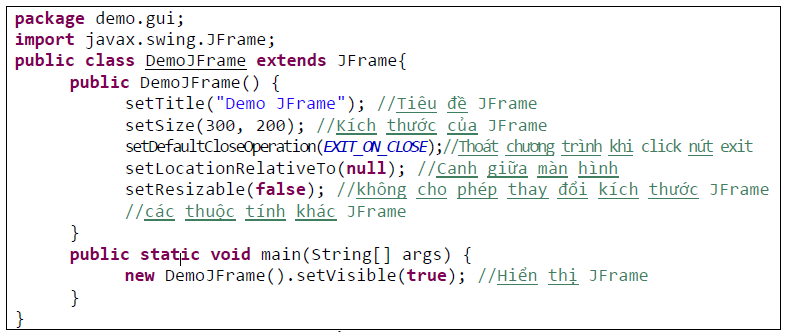 package demo.gui;
import javax.swing.JFrame;
public class DemoJFrame extends JFrame{
public DemoJFrame() {
setTitle("Demo JFrame"); //Tiêu đề JFrame
setSize(300, 200); //Kích thước của JFrame
setDefaultCloseOperation(EXIT_ON_CLOSE);//Thoát chương trình khi click nút exit
setLocationRelativeTo(null); //Canh giữa màn hình
setResizable(false); //không cho phép thay đổi kích thước JFrame
//các thuộc tính khác JFrame
}
public static void main(String[] args) {
new DemoJFrame().setVisible(true); //Hiển thị JFrame
}
}